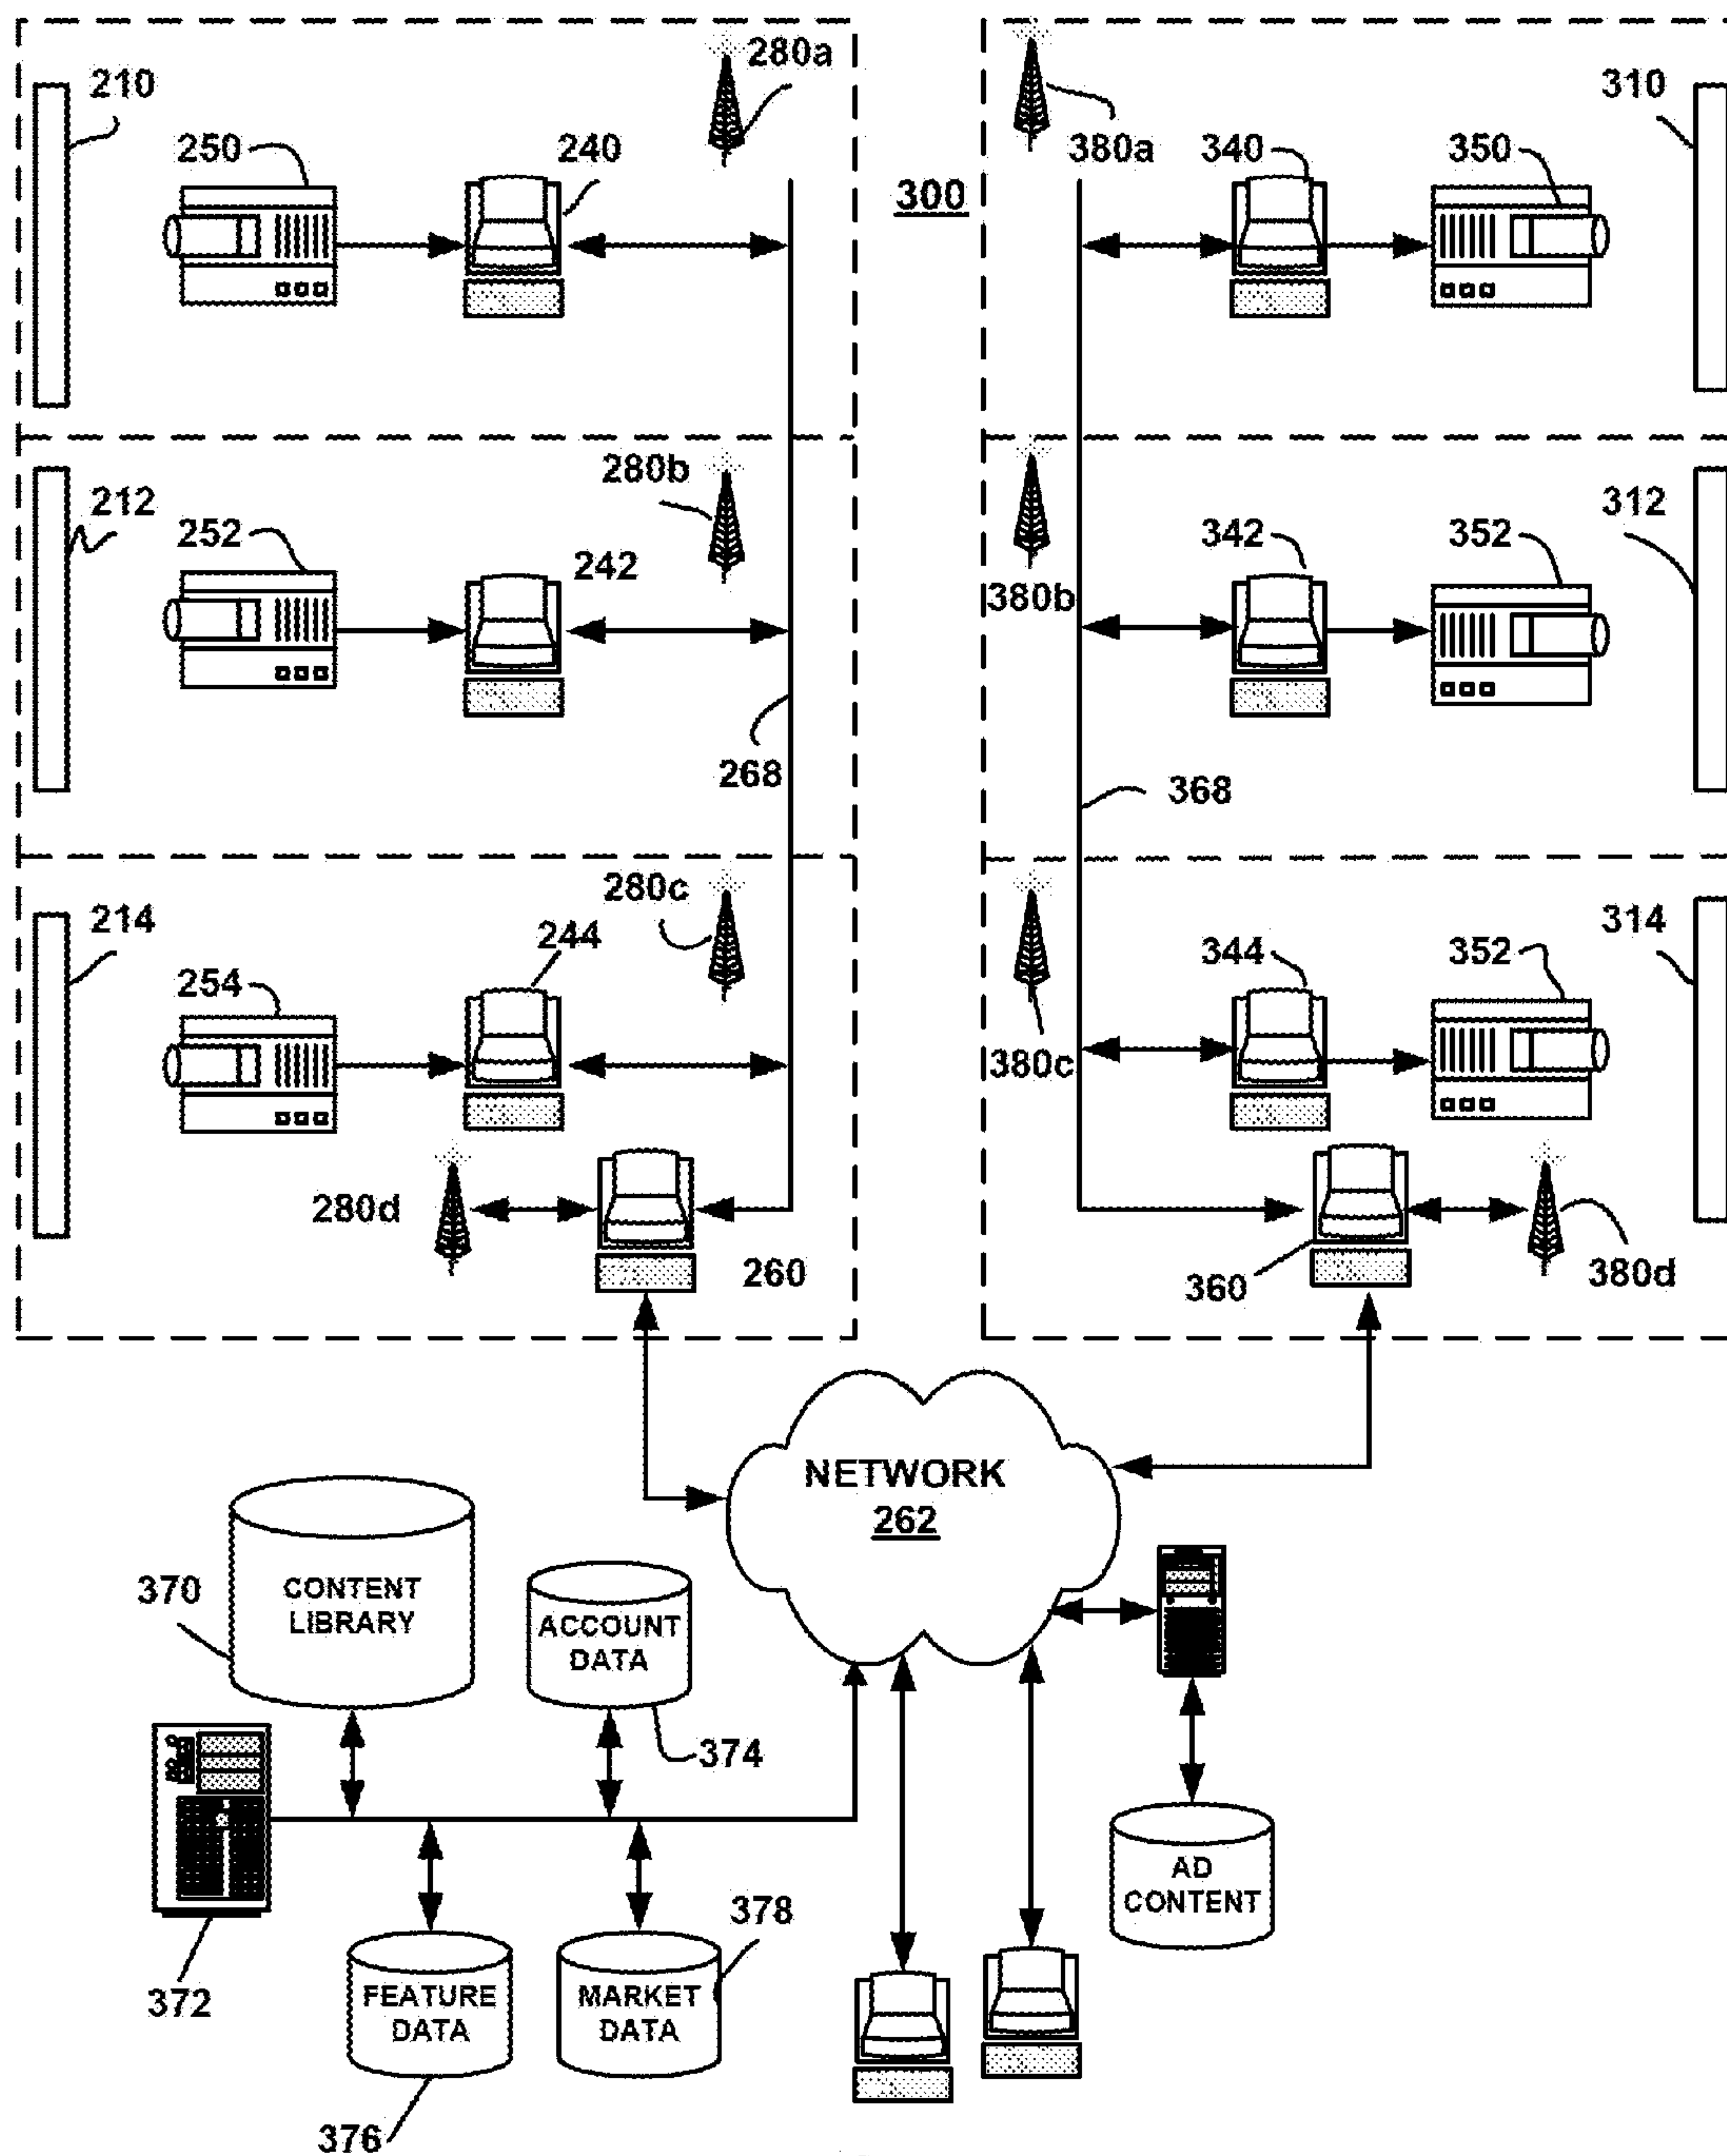 210
280a
380a
310
250
240
300
340
350
212
280b
312
252
242
380b
342
352
268
368
214
280c
314
254
244
380c
344
352
280d
260
360
380d
NETWORK
262
370
CONTENT
LIBRARY
ACCOUNT
DATA
374
AD
CONTENT
372
378
FEATURE
DATA
MARKET
DATA
376